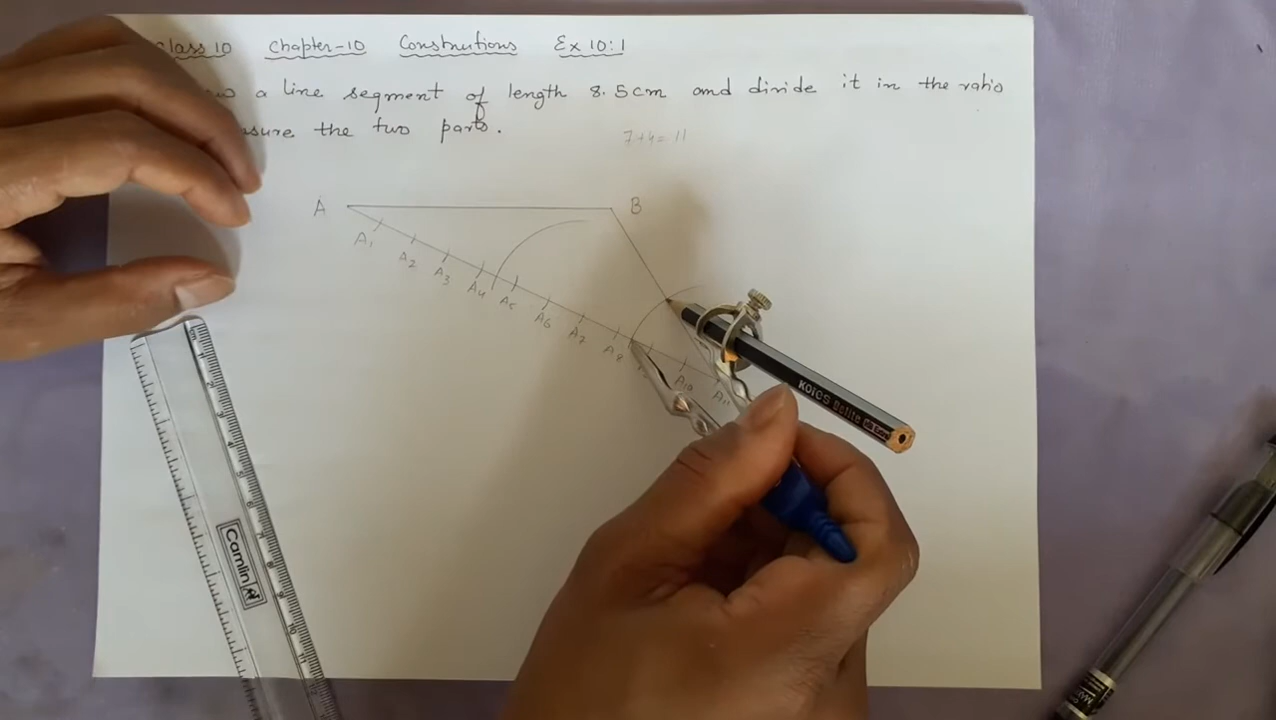 class 10 chapter-10 Constructions Ex 10:1
a line segment of length 8.5cm and divide it in the ratio
the two parts.
7+4= 11
A
B
A1
A2
A3
A4
A5
A6
A7
A8
A10
A11
Camlin
KOIGS